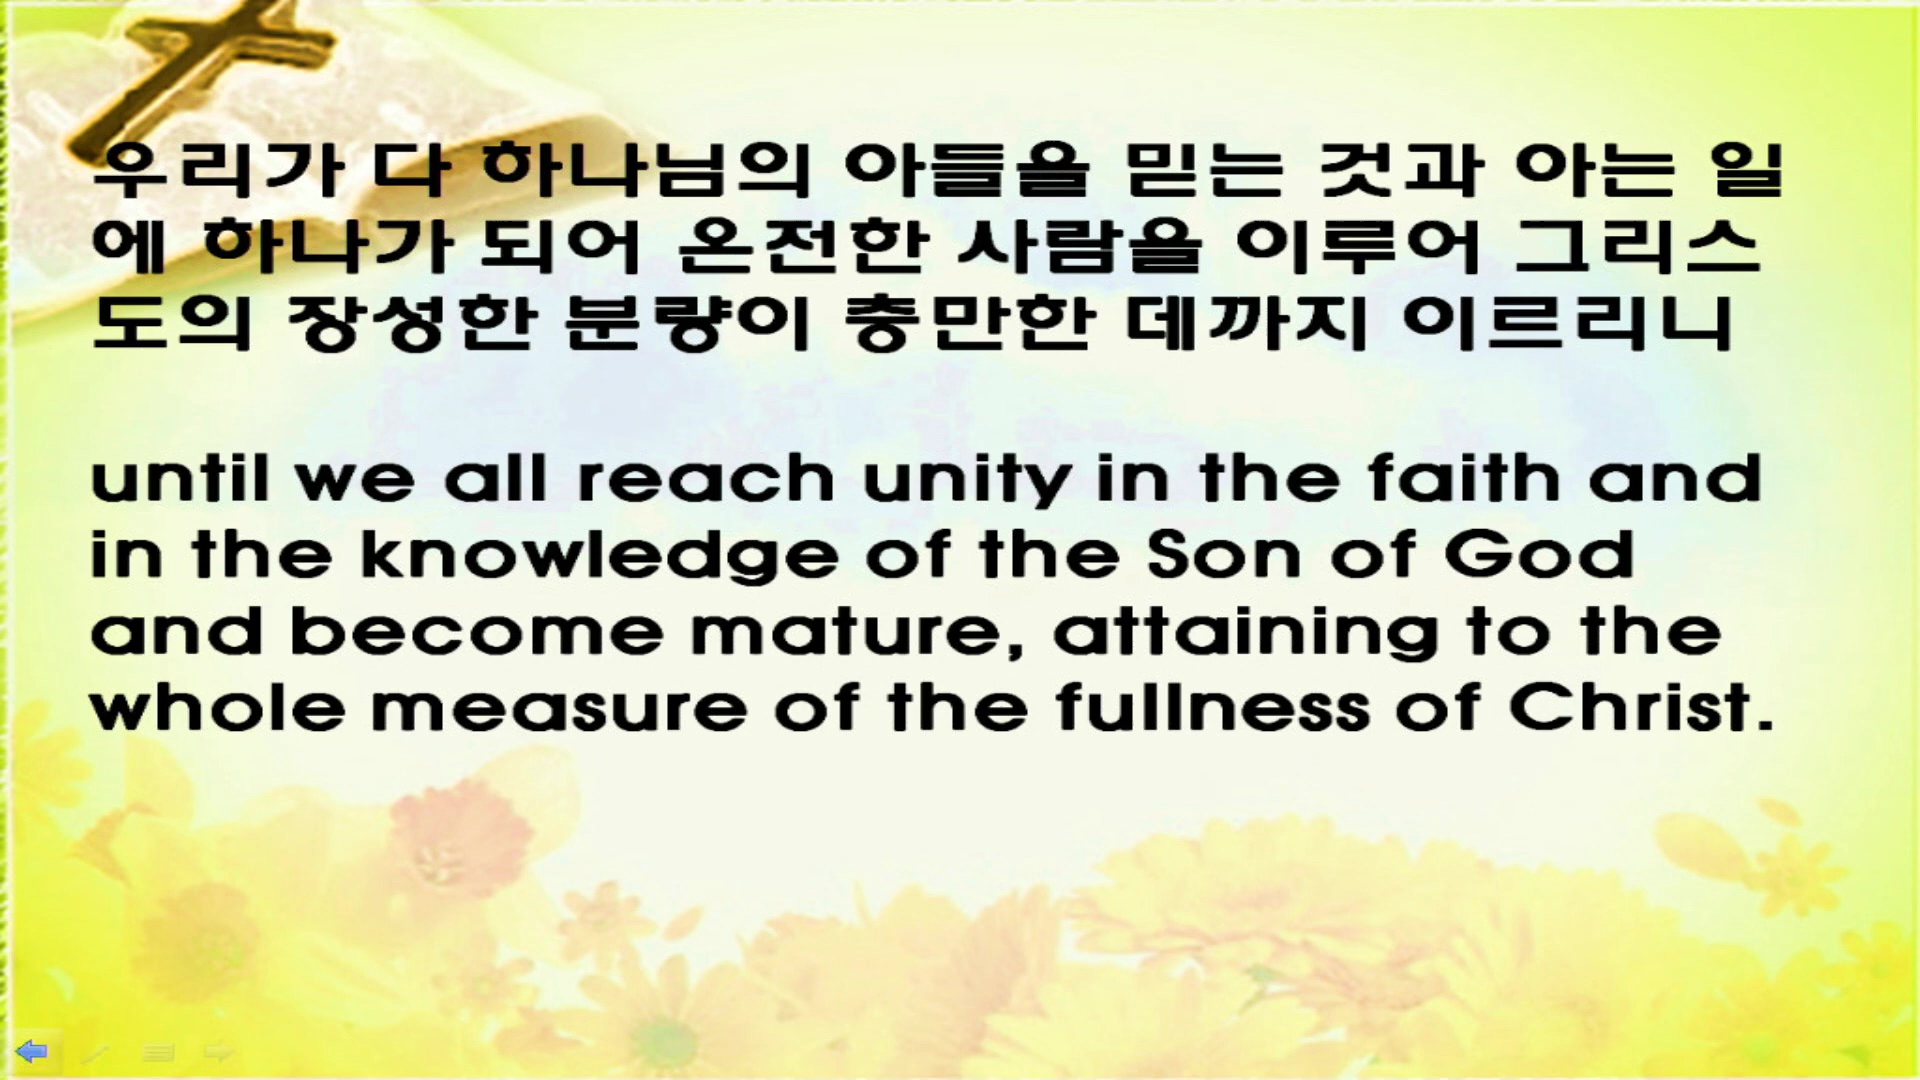 우리가 다 하나님의 아들을 믿는 것과 아는 일
에 하나가 되어 온전한 사람을 이루어 그리스
도의 장성한 분량이 충만한 데까지 이르리니
until we all reach unity in the faith and
in the knowledge of the Son of God
and become mature, attaining to the
whole measure of the fullness of Christ.